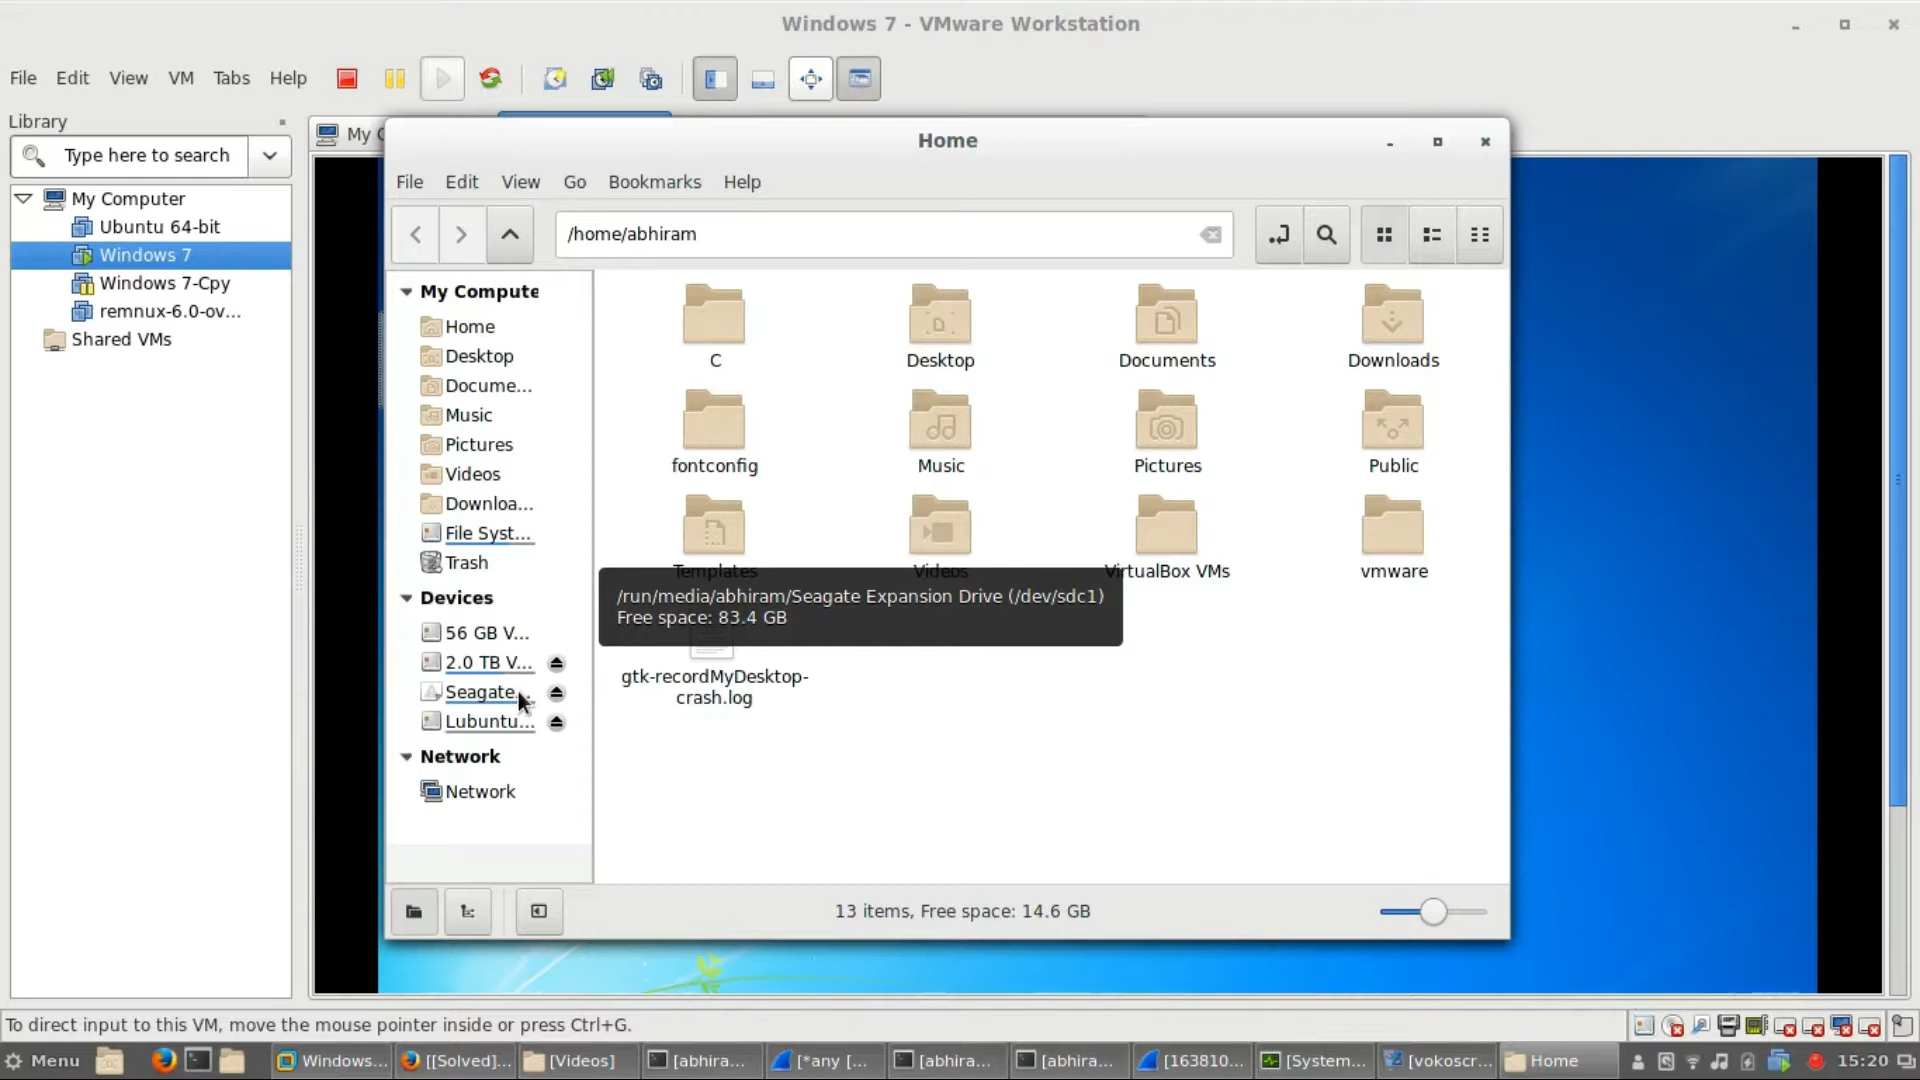 Windows 7 - VMware Workstation
File Edit View VM Tabs Help
Library
Type here to search
My Computer
Ubuntu 64-bit
Windows 7
Windows 7-Cpy
remnux-6.0-ov...
Shared VMs
My C
Home
File Edit View Go Bookmarks Help
/home/abhiram
My Compute
Home
Desktop
Docume...
Music
Pictures
Videos
Downloa...
File Syst...
Trash
Devices
56 GB V...
2.0 TB V...
Seagate...
Lubuntu...
Network
Network
C Desktop Documents Downloads
fontconfig Music Pictures Public
Templates Videos VirtualBox VMs vmware
/run/media/abhiram/Seagate Expansion Drive (/dev/sdc1)
Free space: 83.4 GB
gtk-recordMyDesktop-
crash.log
13 items, Free space: 14.6 GB
To direct input to this VM, move the mouse pointer inside or press Ctrl+G.
Menu Windows... [[Solved]... [Videos] [abhira... [*any [... [abhira... [abhira... [163810... [System... [vokoscr... Home 15:20